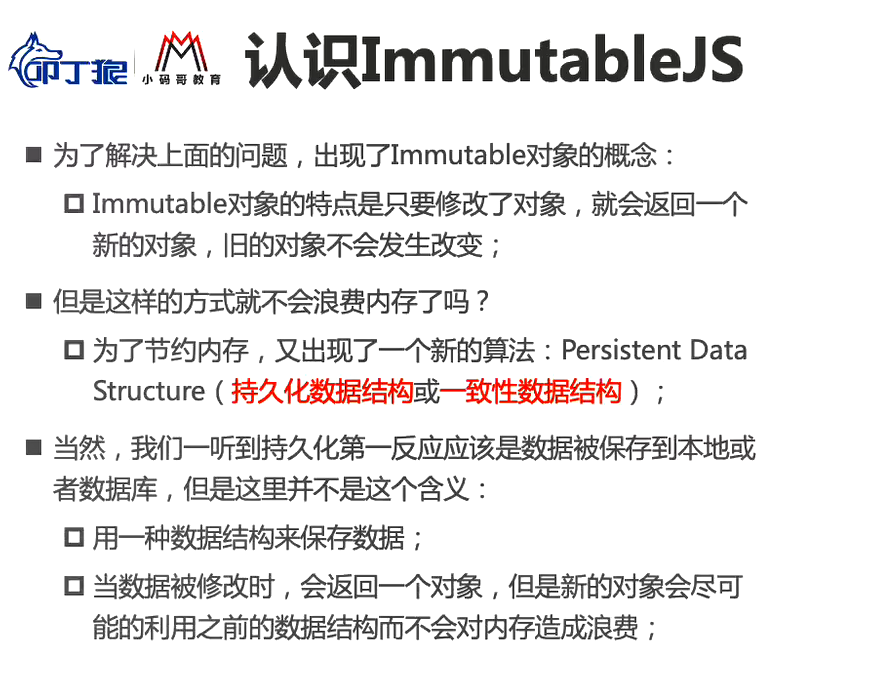 叩丁狼
小码哥教育
认识ImmutableJS
为了解决上面的问题，出现了Immutable对象的概念：
Immutable对象的特点是只要修改了对象，就会返回一个
新的对象，旧的对象不会发生改变；
但是这样的方式就不会浪费内存了吗？
为了节约内存，又出现了一个新的算法：Persistent Data
Structure（持久化数据结构或一致性数据结构）；
当然，我们一听到持久化第一反应应该是数据被保存到本地或
者数据库，但是这里并不是这个含义：
用一种数据结构来保存数据；
当数据被修改时，会返回一个对象，但是新的对象会尽可
能的利用之前的数据结构而不会对内存造成浪费；